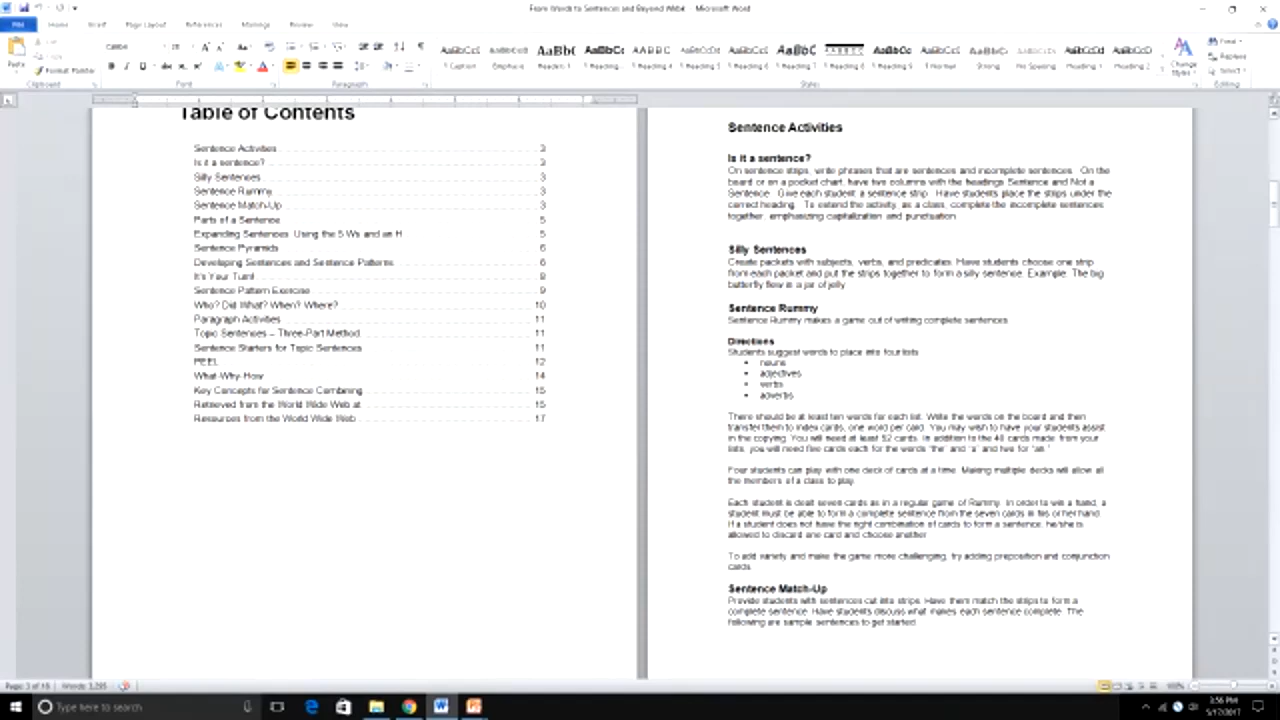 From Words to Sentences and Beyond Wkbk - Microsoft Word
File Home Insert Page Layout References Mailings Review View
Paste
Format Painter
Change Styles
Find
Replace
Select
Clipboard Font Paragraph Styles Editing
Table of Contents
Sentence Activities 3
Is it a sentence? 3
Silly Sentences 3
Sentence Rummy 3
Sentence Match-Up 3
Parts of a Sentence 5
Expanding Sentences Using the 5 Ws and an H 5
Sentence Pyramids 6
Developing Sentences and Sentence Patterns 6
It's Your Turn! 8
Sentence Pattern Exercise 9
Who? Did What? When? Where? 10
Paragraph Activities 11
Topic Sentences – Three-Part Method 11
Sentence Starters for Topic Sentences 11
PEEL 12
What-Why-How 14
Key Concepts for Sentence Combining 15
Retrieved from the World Wide Web at 15
Resources from the World Wide Web 17
Sentence Activities
Is it a sentence?
On sentence strips, write phrases that are sentences and incomplete sentences. On the
board or on a pocket chart, have two columns with the headings Sentence and Not a
Sentence. Give each student a sentence strip. Have students place the strips under the
correct heading. To extend the activity, as a class, complete the incomplete sentences
together, emphasizing capitalization and punctuation.
Silly Sentences
Create packets with subjects, verbs, and predicates. Have students choose one strip
from each packet and put the strips together to form a silly sentence. Example: The big
butterfly flew in a jar of jelly.
Sentence Rummy
Sentence Rummy makes a game out of writing complete sentences.
Directions
Students suggest words to place into four lists
• nouns
• adjectives
• verbs
• adverbs
There should be at least ten words for each list. Write the words on the board and then
transfer them to index cards, one word per card. You may wish to have your students assist
in the copying. You will need at least 52 cards. In addition to the 40 cards made from your
lists, you will need five cards each for the words "the" and "a" and two for "an."
Four students can play with one deck of cards at a time. Making multiple decks will allow all
the members of a class to play.
Each student is dealt seven cards as in a regular game of Rummy. In order to win a hand, a
student must be able to form a complete sentence from the seven cards in his or her hand.
If a student does not have the right combination of cards to form a sentence, he/she is
allowed to discard one card and choose another.
To add variety and make the game more challenging, try adding preposition and conjunction
cards.
Sentence Match-Up
Provide students with sentences cut into strips. Have them match the strips to form a
complete sentence. Have students discuss what makes each sentence complete. The
following are sample sentences to get started.
Words: 3,295
Type here to search
3:56 PM
5/17/2017